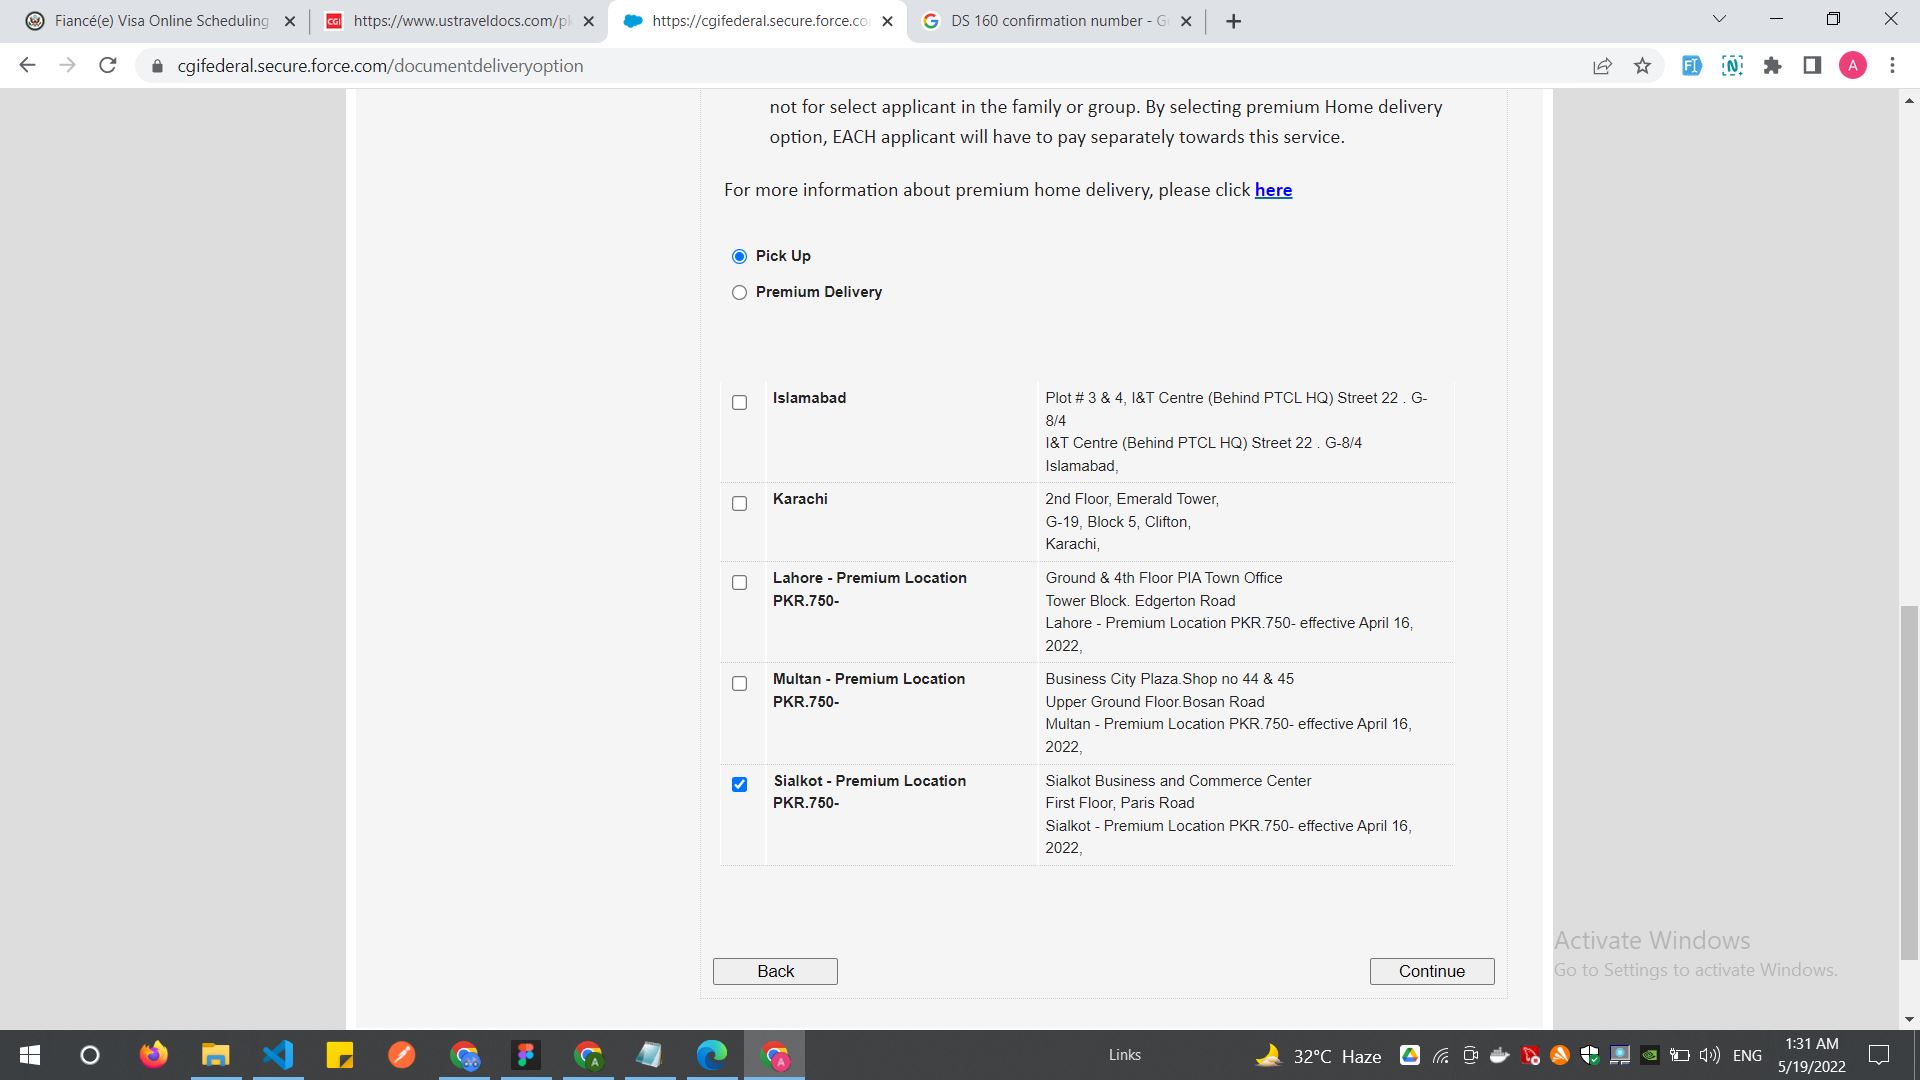 Fiancé(e) Visa Online Scheduling
https://www.ustraveldocs.com/pk
https://cgifederal.secure.force.co
DS 160 confirmation number - G
cgifederal.secure.force.com/documentdeliveryoption
A
not for select applicant in the family or group. By selecting premium Home delivery
option, EACH applicant will have to pay separately towards this service.
For more information about premium home delivery, please click here
Pick Up
Premium Delivery
Islamabad
Plot # 3 & 4, I&T Centre (Behind PTCL HQ) Street 22 . G-
8/4
I&T Centre (Behind PTCL HQ) Street 22 . G-8/4
Islamabad,
Karachi
2nd Floor, Emerald Tower,
G-19, Block 5, Clifton,
Karachi,
Lahore - Premium Location
PKR.750-
Ground & 4th Floor PIA Town Office
Tower Block. Edgerton Road
Lahore - Premium Location PKR.750- effective April 16,
2022,
Multan - Premium Location
PKR.750-
Business City Plaza.Shop no 44 & 45
Upper Ground Floor.Bosan Road
Multan - Premium Location PKR.750- effective April 16,
2022,
Sialkot - Premium Location
PKR.750-
Sialkot Business and Commerce Center
First Floor, Paris Road
Sialkot - Premium Location PKR.750- effective April 16,
2022,
Back
Continue
Activate Windows
Go to Settings to activate Windows.
Links
32°C Haze
ENG
1:31 AM
5/19/2022